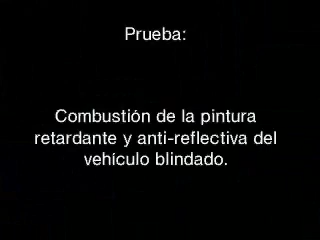 Prueba:
Combustión de la pintura
retardante y anti-reflectiva del
vehículo blindado.